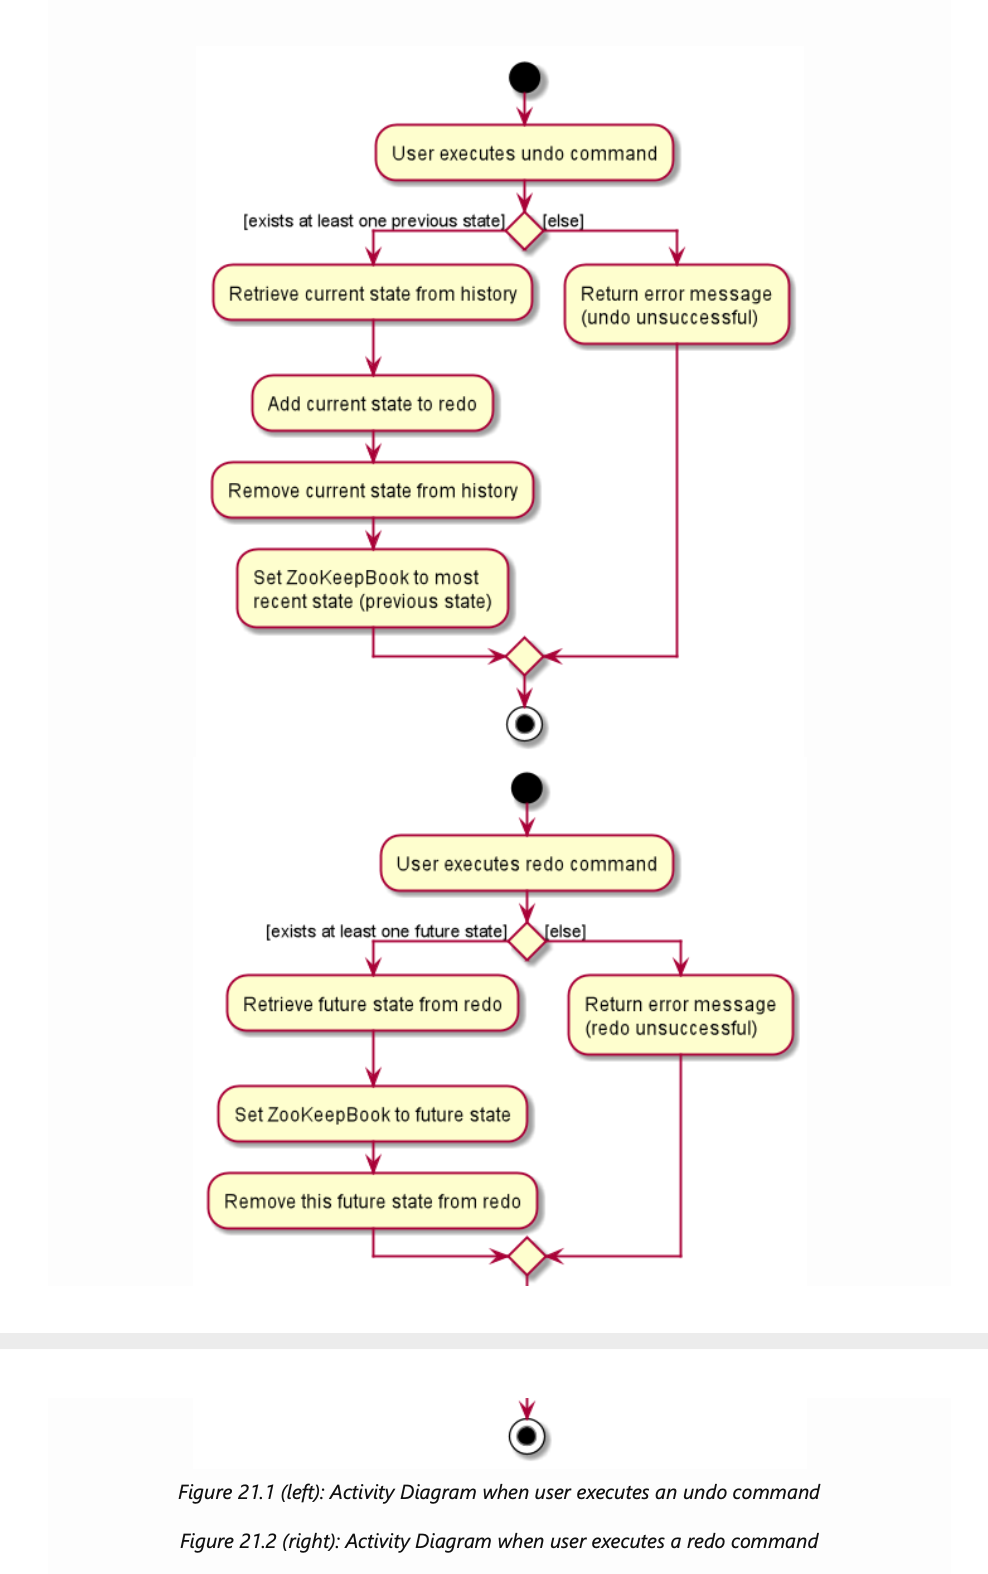 User executes undo command
[exists at least one previous state]
[else]
Retrieve current state from history
Return error message
(undo unsuccessful)
Add current state to redo
Remove current state from history
Set ZooKeepBook to most
recent state (previous state)
User executes redo command
[exists at least one future state]
[else]
Retrieve future state from redo
Return error message
(redo unsuccessful)
Set ZooKeepBook to future state
Remove this future state from redo
Figure 21.1 (left): Activity Diagram when user executes an undo command
Figure 21.2 (right): Activity Diagram when user executes a redo command